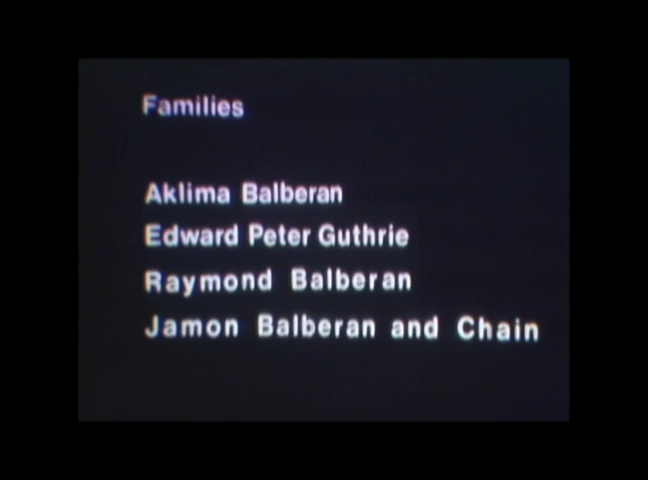 Families
Aklima Balberan
Edward Peter Guthrie
Raymond Balberan
Jamon Balberan and Chain